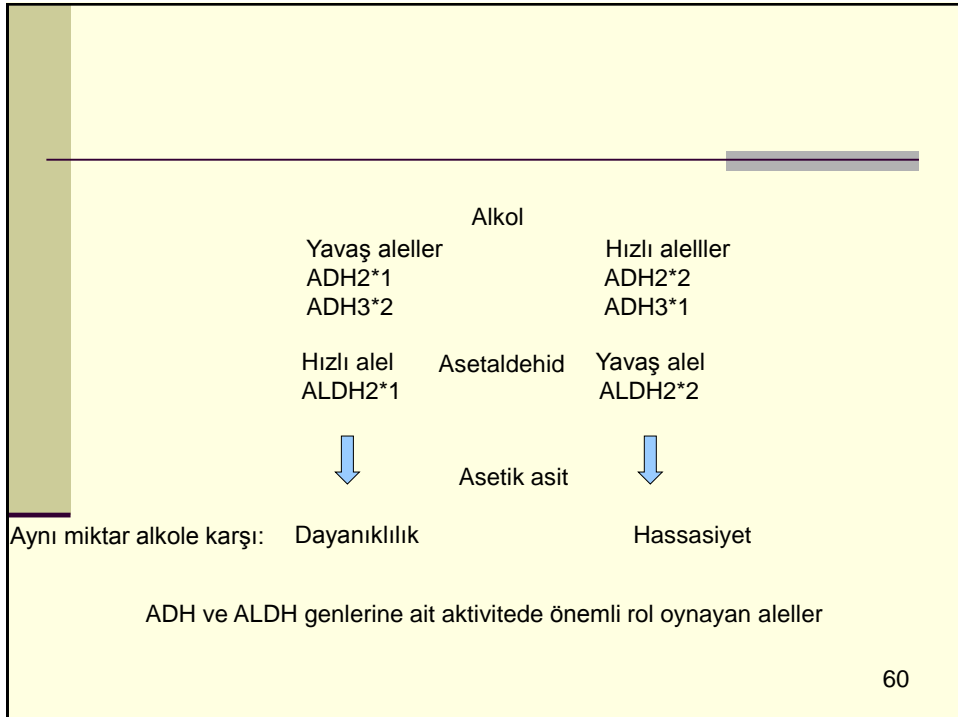 Alkol
Yavaş aleller
ADH2*1
ADH3*2
Hızlı alelller
ADH2*2
ADH3*1
Hızlı alel
ALDH2*1
Asetaldehid
Yavaş alel
ALDH2*2
Asetik asit
Aynı miktar alkole karşı:
Dayanıklılık
Hassasiyet
ADH ve ALDH genlerine ait aktivitede önemli rol oynayan aleller
60